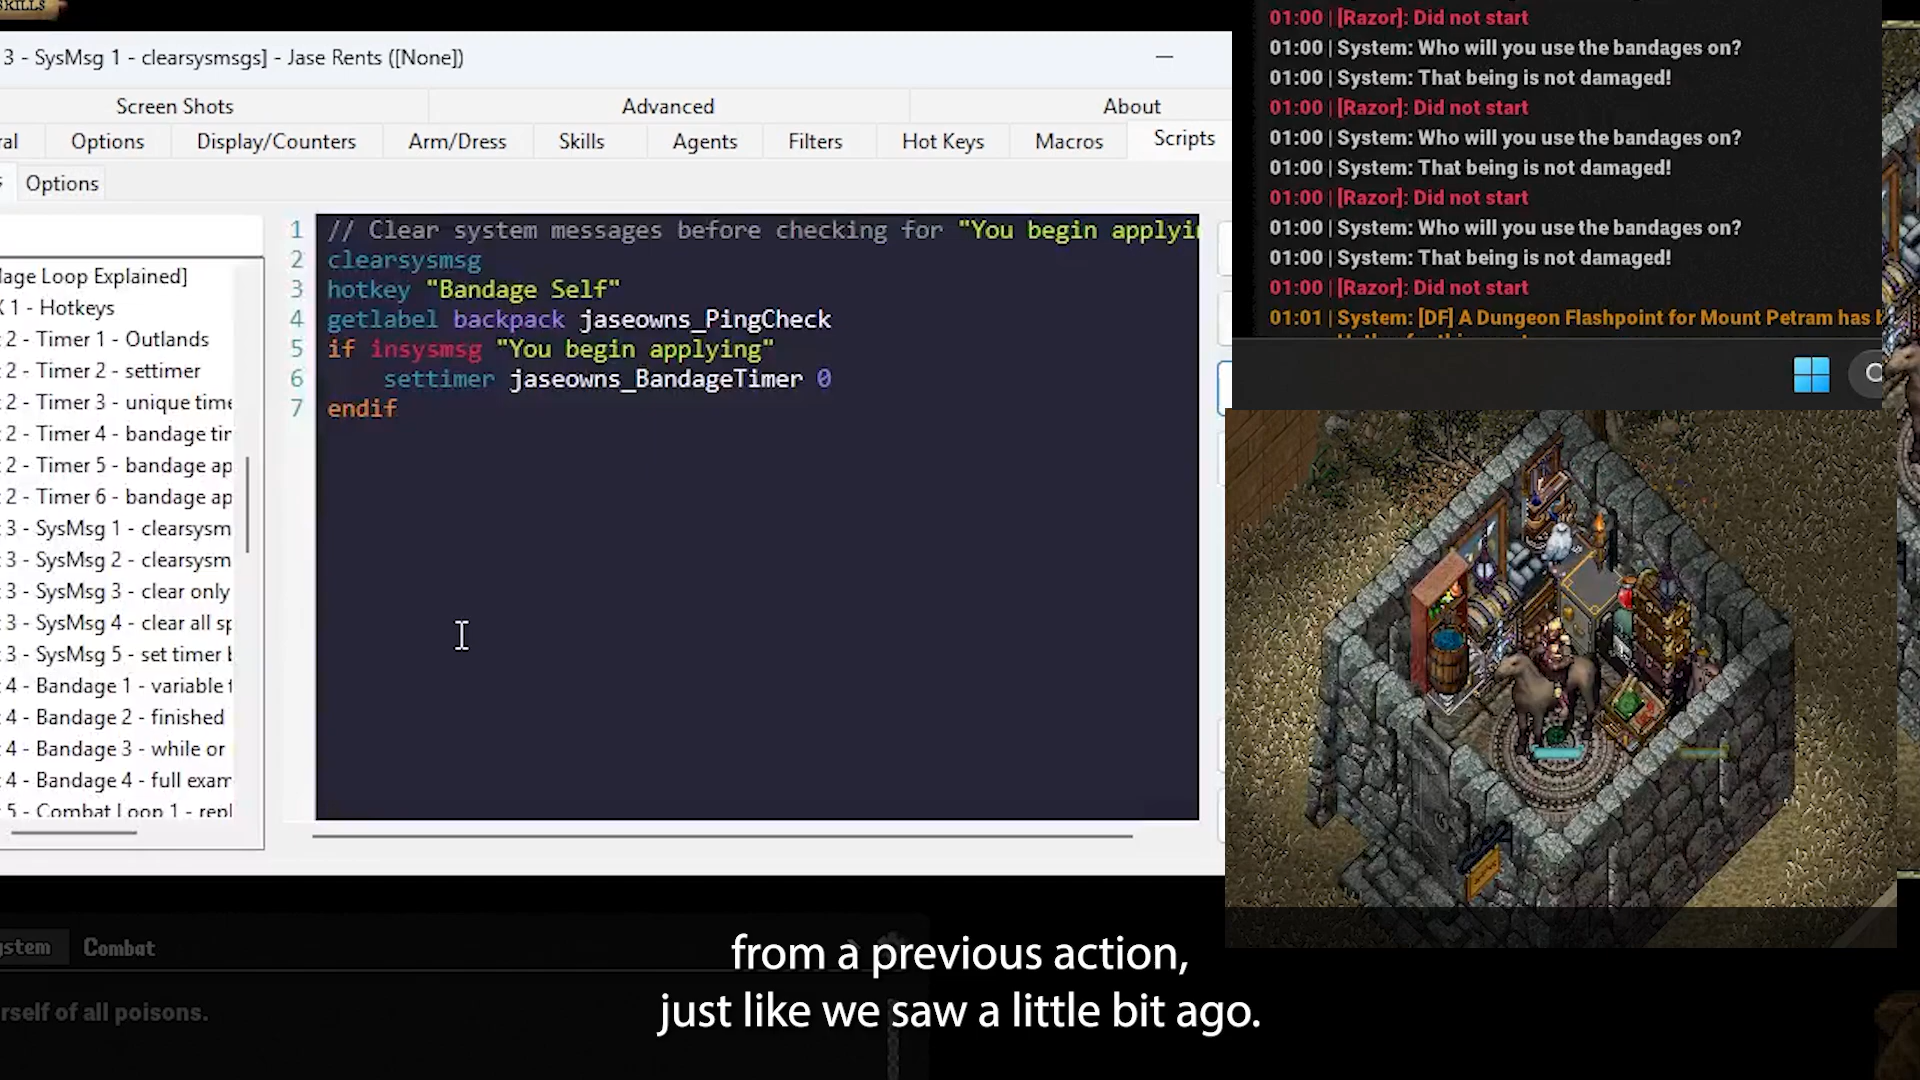 SKILLS
3 - SysMsg 1 - clearsysmsgs] - Jase Rents ([None])
Screen Shots
Advanced
About
Options
Display/Counters
Arm/Dress
Skills
Agents
Filters
Hot Keys
Macros
Scripts
Options
lage Loop Explained]
1 - Hotkeys
2 - Timer 1 - Outlands
2 - Timer 2 - settimer
2 - Timer 3 - unique time
2 - Timer 4 - bandage tir
2 - Timer 5 - bandage ap
2 - Timer 6 - bandage ap
3 - SysMsg 1 - clearsysm
3 - SysMsg 2 - clearsysm
3 - SysMsg 3 - clear only
3 - SysMsg 4 - clear all sp
3 - SysMsg 5 - set timer b
4 - Bandage 1 - variable t
4 - Bandage 2 - finished
4 - Bandage 3 - while or
4 - Bandage 4 - full exam
5 - Combat Loop 1 - repl
1 // Clear system messages before checking for "You begin applyin
2 clearsysmsg
3 hotkey "Bandage Self"
4 getlabel backpack jaseowns_PingCheck
5 if insysmsg "You begin applying"
6 settimer jaseowns_BandageTimer 0
7 endif
01:00 | [Razor]: Did not start
01:00 | System: Who will you use the bandages on?
01:00 | System: That being is not damaged!
01:00 | [Razor]: Did not start
01:00 | System: Who will you use the bandages on?
01:00 | System: That being is not damaged!
01:00 | [Razor]: Did not start
01:00 | System: Who will you use the bandages on?
01:00 | System: That being is not damaged!
01:00 | [Razor]: Did not start
01:01 | System: [DF] A Dungeon Flashpoint for Mount Petram has
ystem
Combat
rself of all poisons.
from a previous action,
just like we saw a little bit ago.